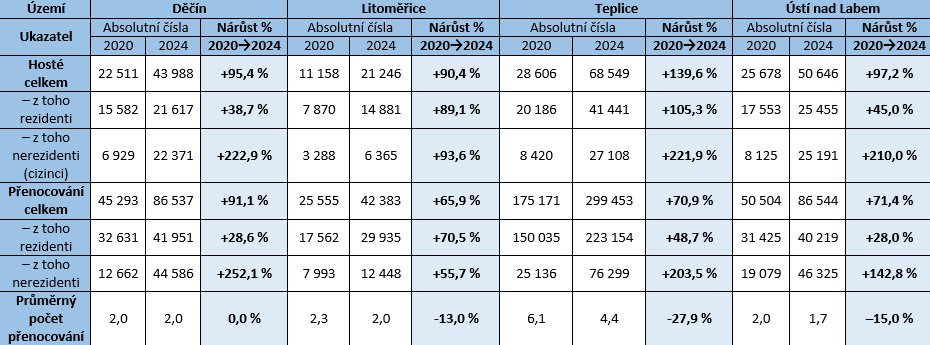 Území Děčín Litoměřice Teplice Ústí nad Labem
Ukazatel Absolutní čísla Nárůst % Absolutní čísla Nárůst % Absolutní čísla Nárůst % Absolutní čísla Nárůst %
2020 2024 2020→2024 2020 2024 2020→2024 2020 2024 2020→2024 2020 2024 2020→2024
Hosté
celkem 22 511 43 988 +95,4 % 11 158 21 246 +90,4 % 28 606 68 549 +139,6 % 25 678 50 646 +97,2 %
– z toho
rezidenti 15 582 21 617 +38,7 % 7 870 14 881 +89,1 % 20 186 41 441 +105,3 % 17 553 25 455 +45,0 %
– z toho
nerezidenti 6 929 22 371 +222,9 % 3 288 6 365 +93,6 % 8 420 27 108 +221,9 % 8 125 25 191 +210,0 %
(cizinci)
Přenocování
celkem 45 293 86 537 +91,1 % 25 555 42 383 +65,9 % 175 171 299 453 +70,9 % 50 504 86 544 +71,4 %
– z toho
rezidenti 32 631 41 951 +28,6 % 17 562 29 935 +70,5 % 150 035 223 154 +48,7 % 31 425 40 219 +28,0 %
– z toho
nerezidenti 12 662 44 586 +252,1 % 7 993 12 448 +55,7 % 25 136 76 299 +203,5 % 19 079 46 325 +142,8 %
Průměrný
počet 2,0 2,0 0,0 % 2,3 2,0 -13,0 % 6,1 4,4 -27,9 % 2,0 1,7 –15,0 %
přenocování